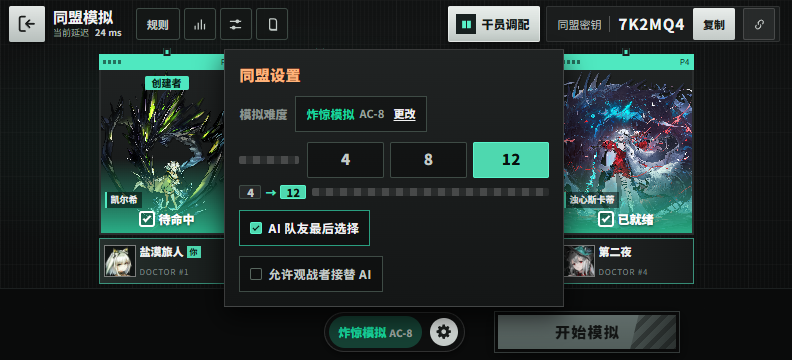 同盟模拟
当前延迟 24 ms
规则
干员调配
同盟密钥 7K2MQ4 复制
创建者
P4
同盟设置
模拟难度 炸惊模拟 AC-8 更改
4 8 12
4 → 12
AI 队友最后选择
允许观战者接替 AI
凯尔希
待命中
盐漠旅人 你
DOCTOR #1
浊心斯卡蒂
已就绪
第二夜
DOCTOR #4
炸惊模拟 AC-8
开始模拟